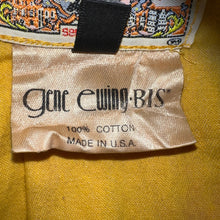 gene ewing·BIS®
100% COTTON
MADE IN U.S.A.